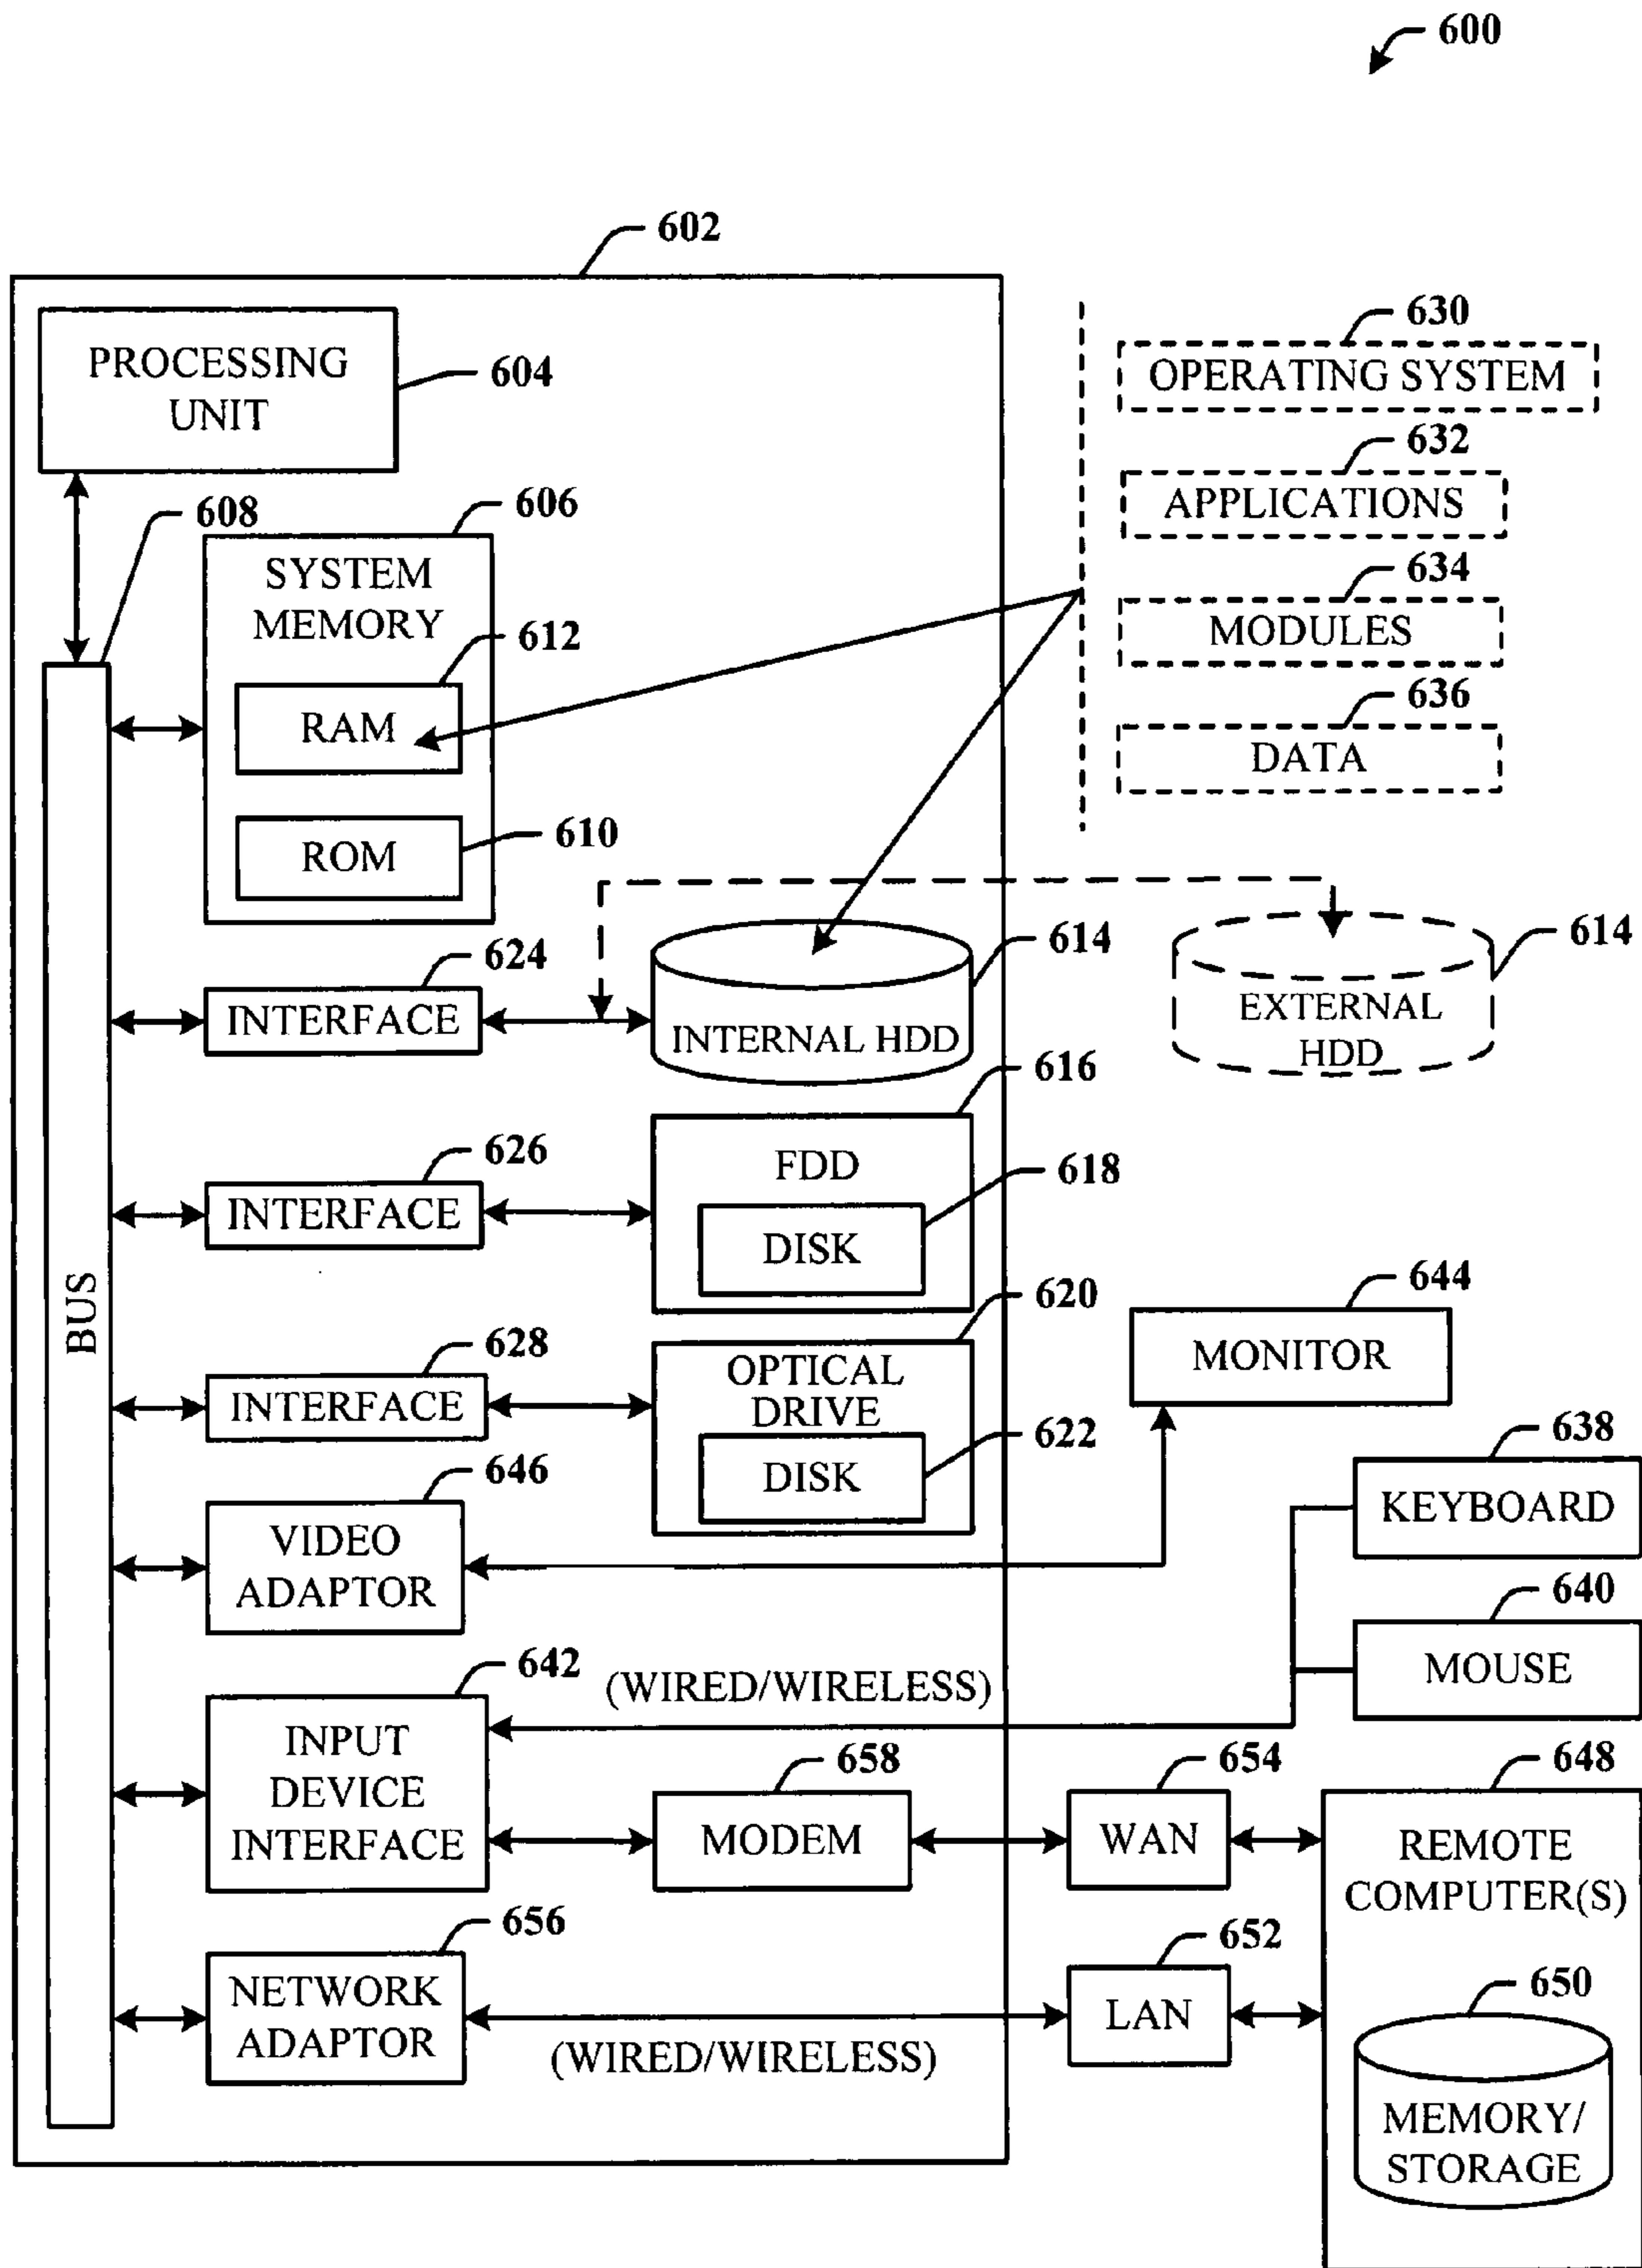 600
602
PROCESSING
UNIT
604
608
606
SYSTEM
MEMORY
612
RAM
ROM
610
630
OPERATING SYSTEM
632
APPLICATIONS
634
MODULES
636
DATA
BUS
624
INTERFACE
INTERNAL HDD
614
EXTERNAL
HDD
614
626
INTERFACE
616
FDD
618
DISK
628
INTERFACE
620
OPTICAL
DRIVE
622
DISK
644
MONITOR
646
VIDEO
ADAPTOR
638
KEYBOARD
640
MOUSE
642
INPUT
DEVICE
INTERFACE
(WIRED/WIRELESS)
658
MODEM
654
WAN
648
REMOTE
COMPUTER(S)
656
NETWORK
ADAPTOR
(WIRED/WIRELESS)
652
LAN
650
MEMORY/
STORAGE